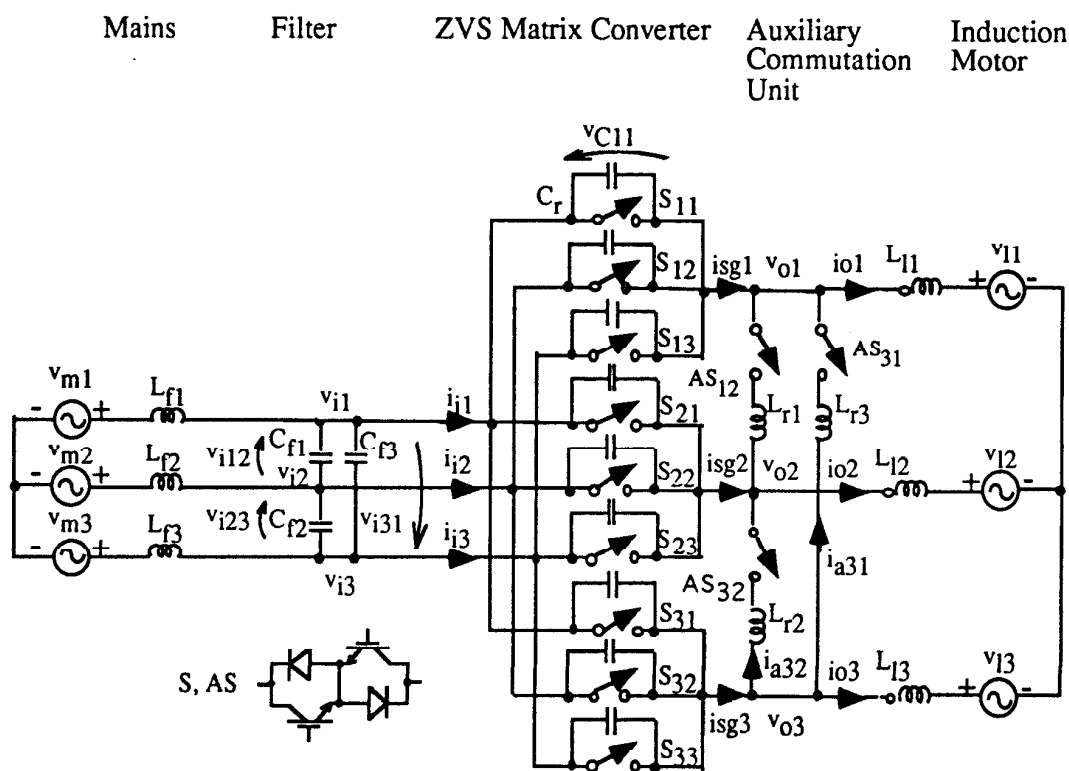 Mains Filter ZVS Matrix Converter Auxiliary Commutation Unit Induction Motor
vC11
Cr
S11
S12
S13
S21
S22
S23
S31
S32
S33
isg1
vo1
io1
Ll1
vl1
+ -
AS12
AS31
Lr1
Lr3
vm1
- +
Lf1
vi1
ii1
vm2
+
Lf2
vi12
Cf1
Cf3
vi2
ii2
isg2
vo2
io2
Ll2
vl2
+ -
vm3
- +
Lf3
vi23
Cf2
vi31
ii3
vi3
AS32
ia31
Lr2
ia32
S, AS
isg3
vo3
io3
Ll3
vl3
+ -